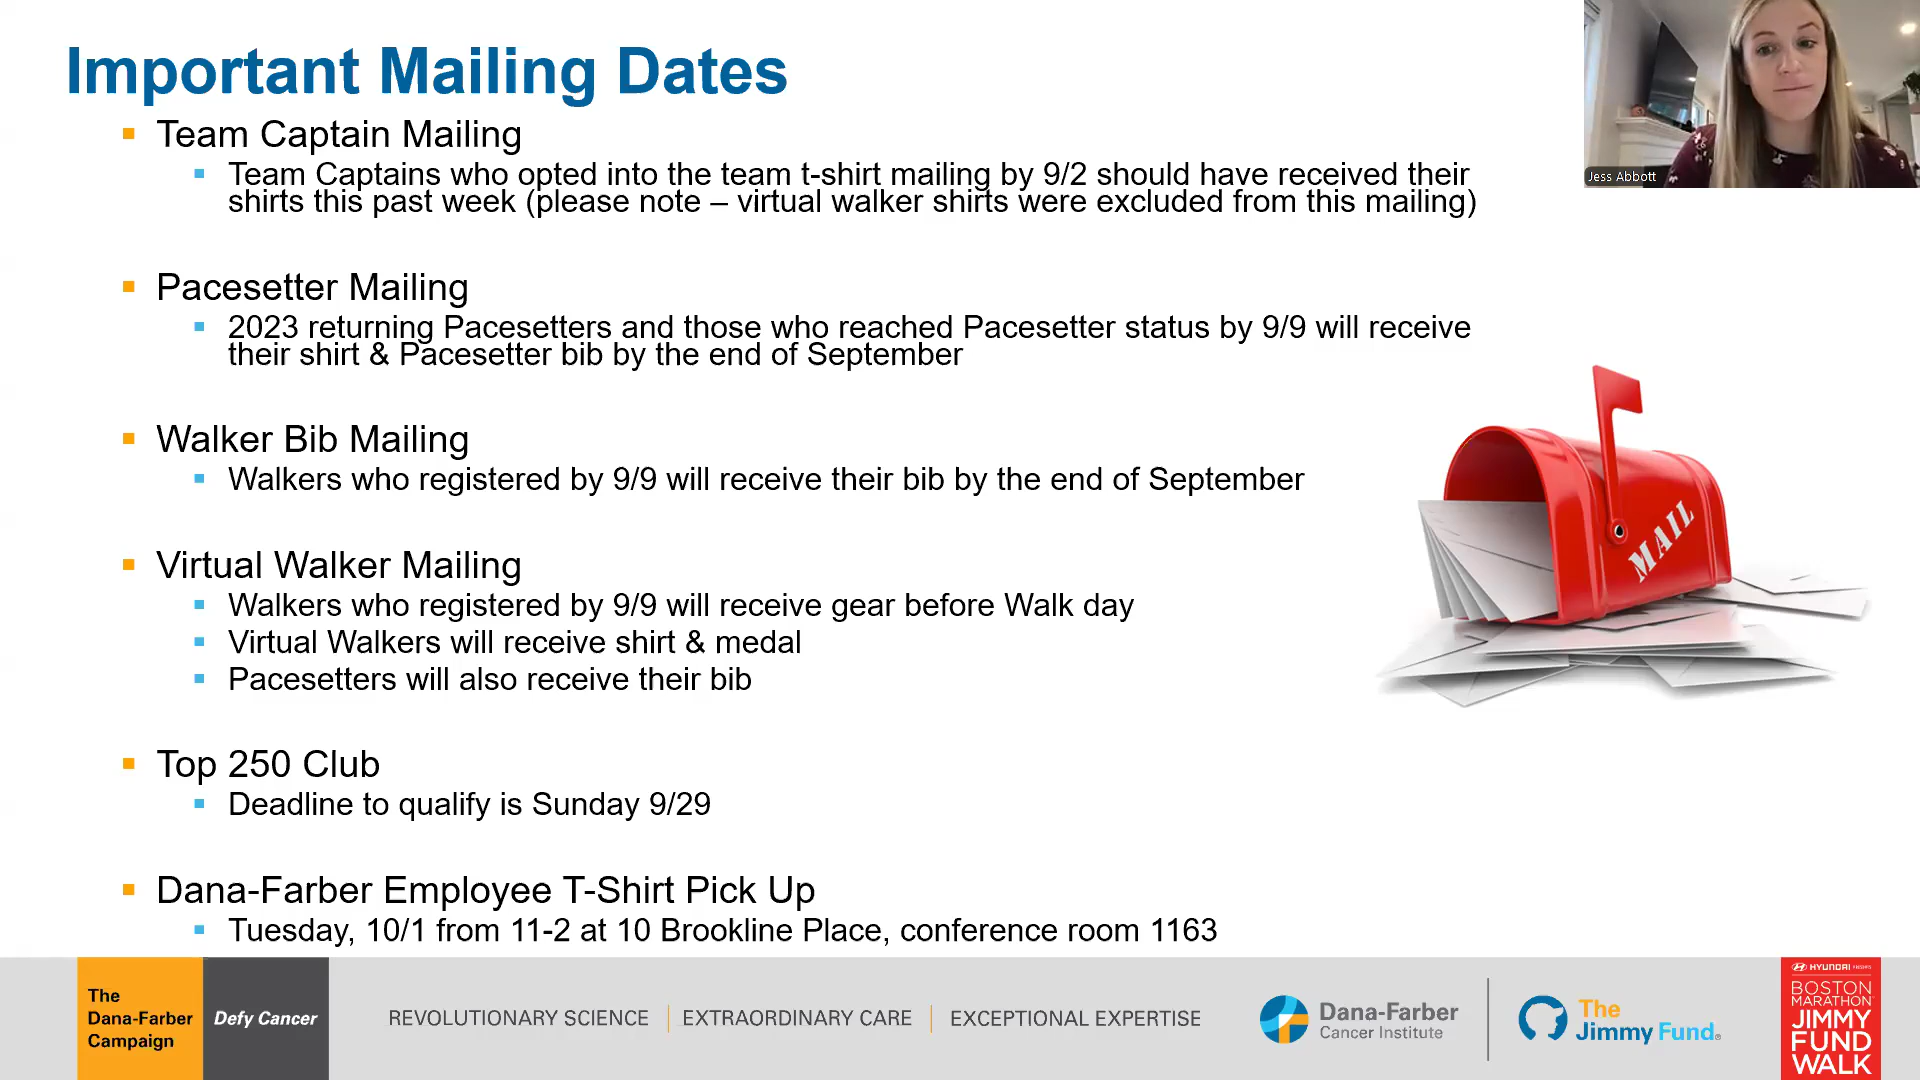 Important Mailing Dates
Team Captain Mailing
Team Captains who opted into the team t-shirt mailing by 9/2 should have received their
shirts this past week (please note – virtual walker shirts were excluded from this mailing)
Pacesetter Mailing
2023 returning Pacesetters and those who reached Pacesetter status by 9/9 will receive
their shirt & Pacesetter bib by the end of September
Walker Bib Mailing
Walkers who registered by 9/9 will receive their bib by the end of September
Virtual Walker Mailing
Walkers who registered by 9/9 will receive gear before Walk day
Virtual Walkers will receive shirt & medal
Pacesetters will also receive their bib
Top 250 Club
Deadline to qualify is Sunday 9/29
Dana-Farber Employee T-Shirt Pick Up
Tuesday, 10/1 from 11-2 at 10 Brookline Place, conference room 1163
Jess Abbott
MAIL
The
Dana-Farber
Campaign
Defy Cancer
REVOLUTIONARY SCIENCE
EXTRAORDINARY CARE
EXCEPTIONAL EXPERTISE
Dana-Farber
Cancer Institute
The
Jimmy Fund®
HYUNDAI PRESENTS
BOSTON
MARATHON
JIMMY
FUND
WALK